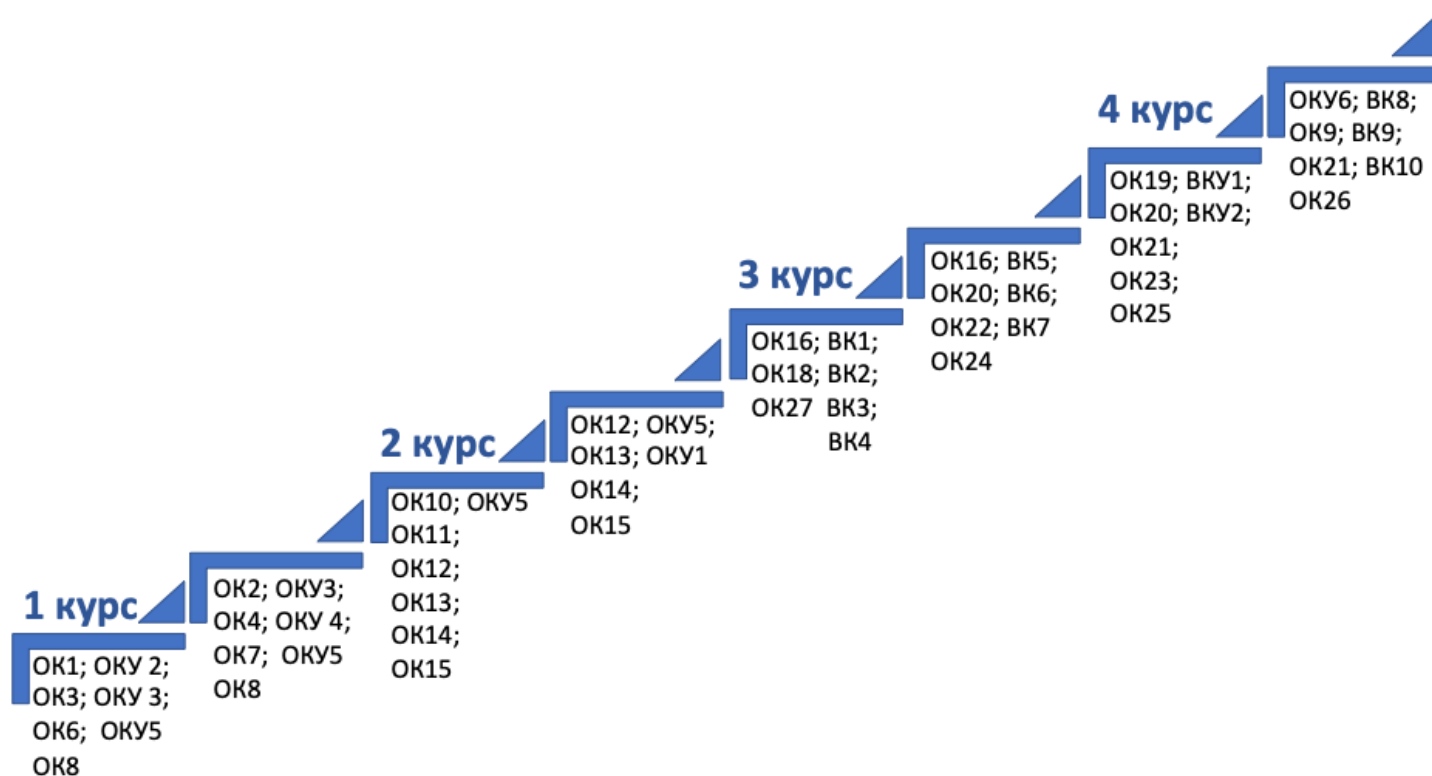 1 курс
ОК1; ОКУ 2;
ОК3; ОКУ 3;
ОК6; ОКУ5
ОК8
ОК2; ОКУ3;
ОК4; ОКУ 4;
ОК7; ОКУ5
ОК8
2 курс
ОК10; ОКУ5
ОК11;
ОК12;
ОК13;
ОК14;
ОК15
ОК12; ОКУ5;
ОК13; ОКУ1
ОК14;
ОК15
3 курс
ОК16; ВК1;
ОК18; ВК2;
ОК27 ВК3;
ВК4
ОК16; ВК5;
ОК20; ВК6;
ОК22; ВК7
ОК24
4 курс
ОК19; ВКУ1;
ОК20; ВКУ2;
ОК21;
ОК23;
ОК25
ОКУ6; ВК8;
ОК9; ВК9;
ОК21; ВК10
ОК26